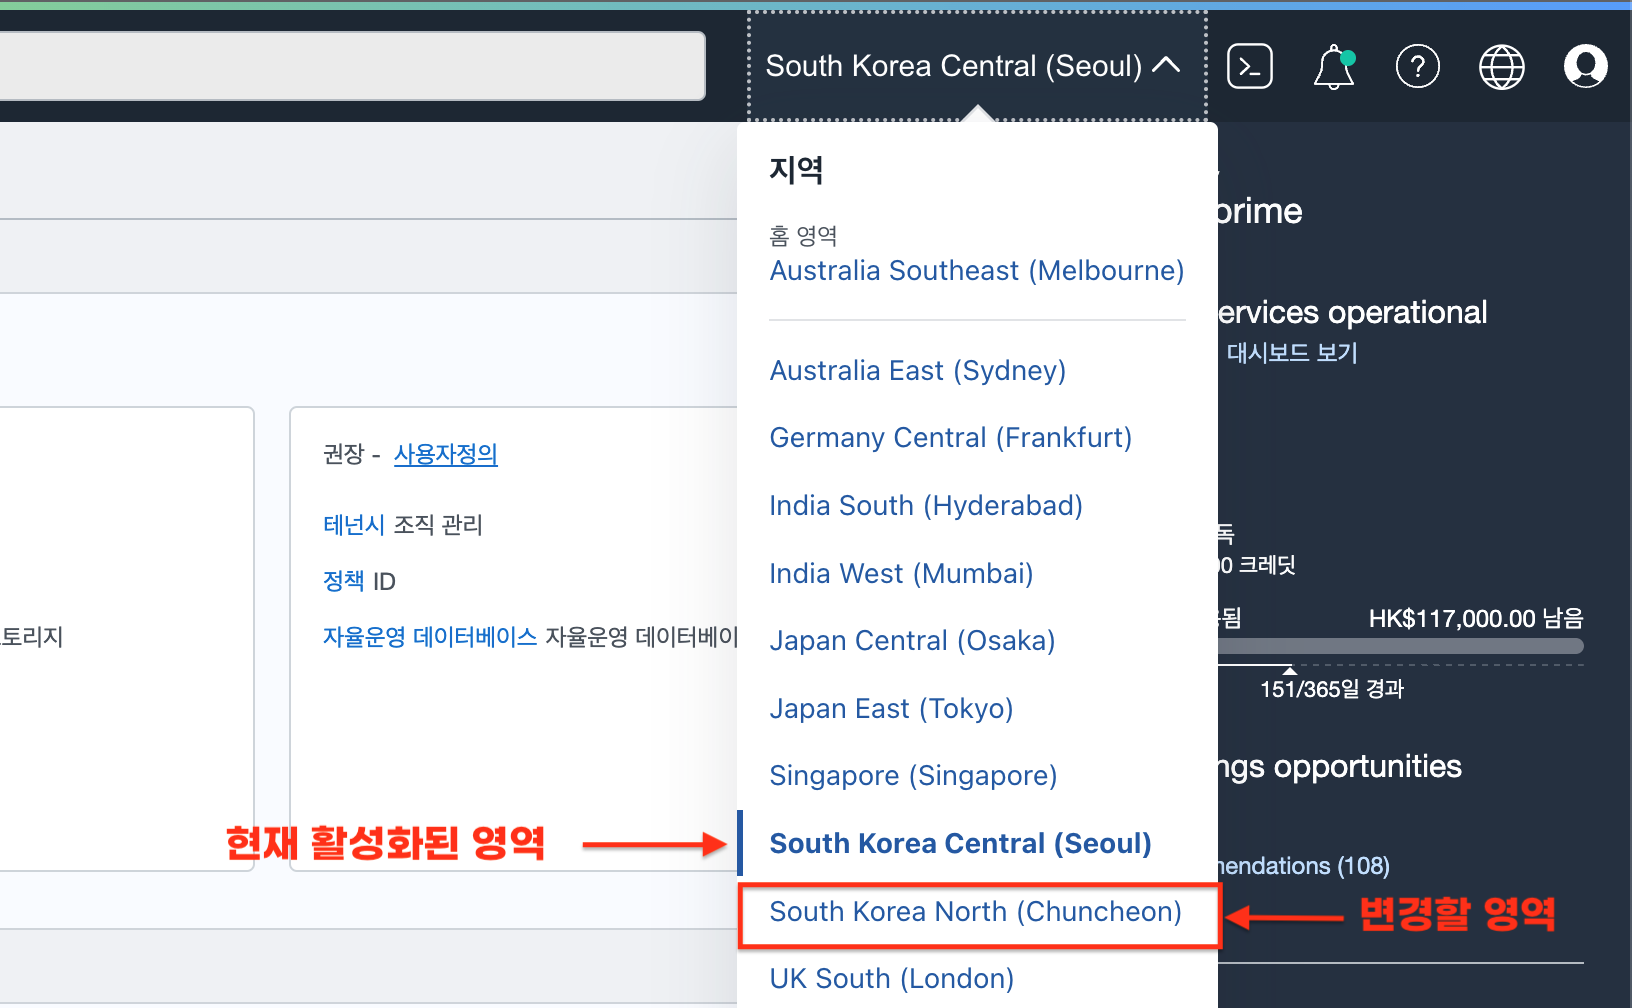 South Korea Central (Seoul)
지역
홈 영역
Australia Southeast (Melbourne)
Australia East (Sydney)
Germany Central (Frankfurt)
India South (Hyderabad)
India West (Mumbai)
Japan Central (Osaka)
Japan East (Tokyo)
Singapore (Singapore)
South Korea Central (Seoul)
South Korea North (Chuncheon)
UK South (London)
현재 활성화된 영역
변경할 영역
권장 - 사용자정의
테넌시 조직 관리
정책 ID
자율운영 데이터베이스 자율운영 데이터베이
토리지
prime
ervices operational
대시보드 보기
독
00 크레딧
용됨
HK$117,000.00 남음
151/365일 경과
ngs opportunities
mendations (108)